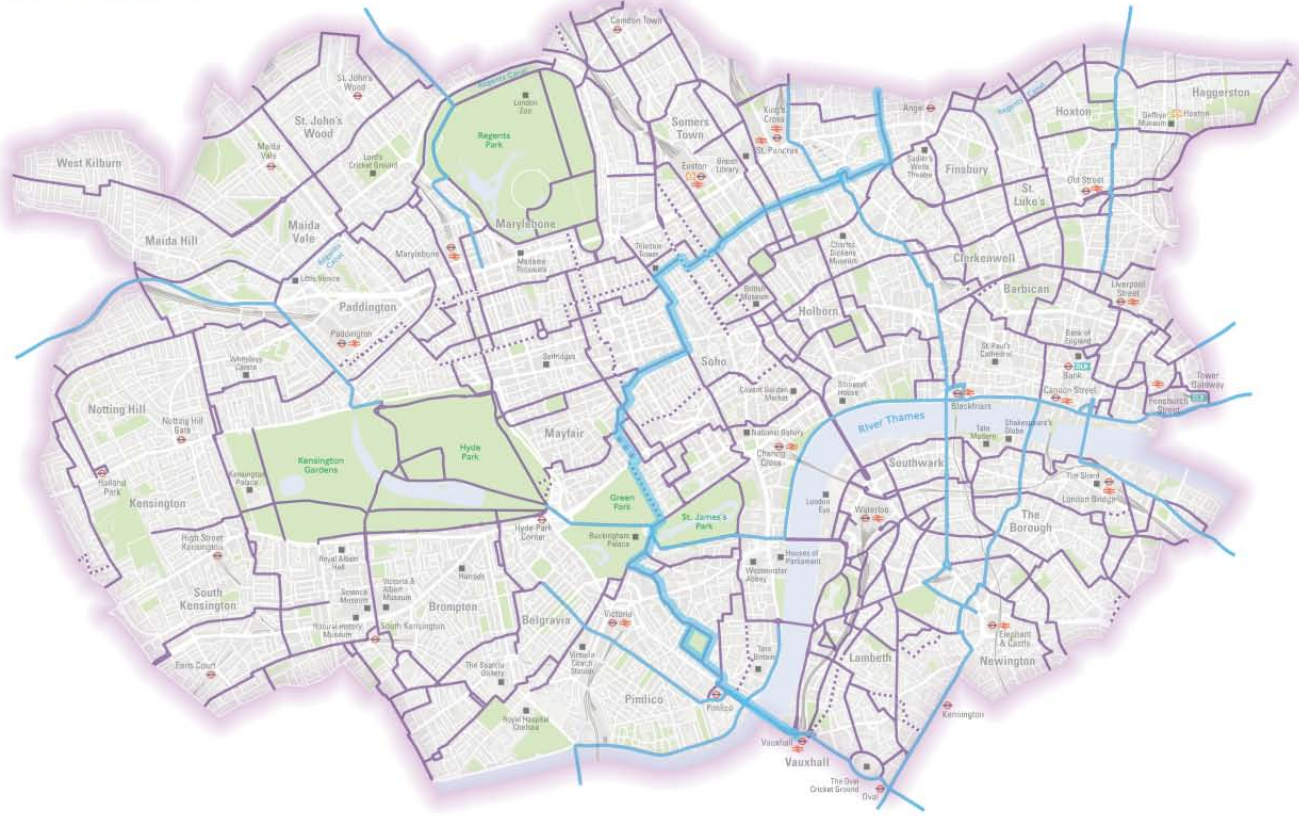 Camden Town
Regents Canal
London
Zoo
Regents
Park
St. John's
Wood
St. John's
Wood
Maida
Vale
Lord's
Cricket Ground
West Kilburn
Maida Hill
Maida
Vale
Regents
Canal
Little Venice
Paddington
Paddington
Marylebone
Marylebone
Madame
Tussauds
Somers
Town
King's
Cross
St. Pancras
Euston
British
Library
Angel
Sadler's
Wells
Theatre
Finsbury
Regents Canal
Hoxton
Haggerston
Geffrye
Museum
Hoxton
Old Street
St.
Luke's
Charles
Dickens
Museum
Clerkenwell
Barbican
Liverpool
Street
Telecom
Tower
British
Museum
Holborn
Selfridges
Soho
St. Paul's
Cathedral
Bank of
England
Bank
DLR
Cannon Street
Fenchurch
Street
Tower
Gateway
DLR
Whiteleys
Notting Hill
Notting Hill
Gate
Covent Garden
Market
Somerset
House
Blackfriars
River Thames
Tate
Modern
Shakespeare's
Globe
Mayfair
National Gallery
Charing
Cross
Southwark
The Shard
London Bridge
Kensington
Gardens
Hyde
Park
Kensington
Palace
Holland
Park
Kensington
Green
Park
St. James's
Park
London
Eye
Waterloo
The
Borough
Hyde Park
Corner
Buckingham
Palace
Houses of
Parliament
Westminster
Abbey
High Street
Kensington
Royal Albert
Hall
Harrods
Science
Museum
Victoria &
Albert
Museum
Natural History
Museum
South Kensington
South
Kensington
Brompton
Belgravia
Victoria
Elephant
& Castle
Newington
Earls Court
The Saatchi
Gallery
Victoria
Coach
Station
Tate
Britain
Lambeth
Pimlico
Pimlico
Royal Hospital
Chelsea
Kennington
Vauxhall
Vauxhall
The Oval
Cricket Ground
Oval